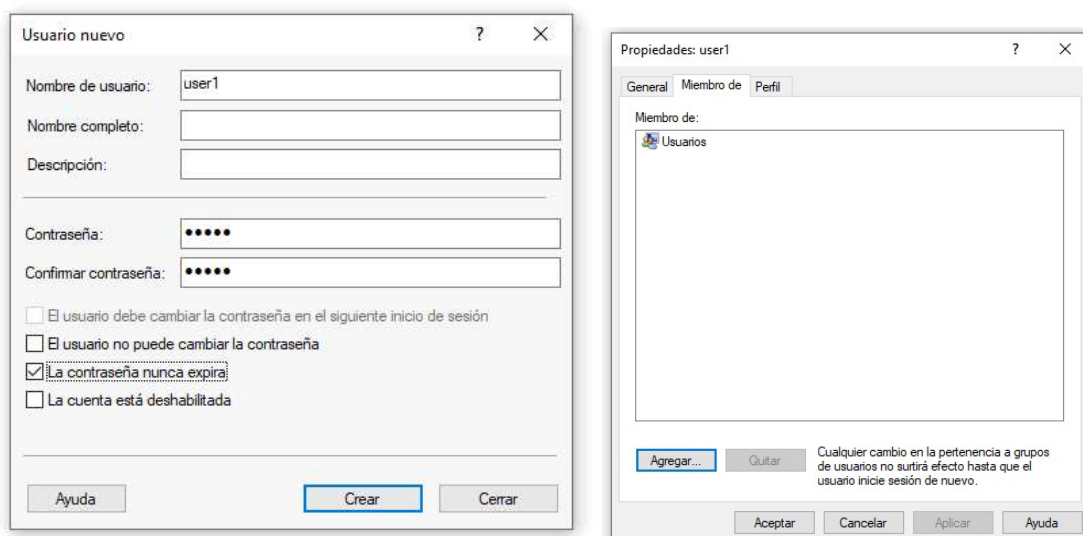 Usuario nuevo
?
Nombre de usuario:
user1
Nombre completo:
Descripción:
Contraseña:
●●●●●
Confirmar contraseña:
●●●●●
El usuario debe cambiar la contraseña en el siguiente inicio de sesión
El usuario no puede cambiar la contraseña
La contraseña nunca expira
La cuenta está deshabilitada
Ayuda
Crear
Cerrar
Propiedades: user1
?
General
Miembro de
Perfil
Miembro de:
Usuarios
Agregar...
Quitar
Cualquier cambio en la pertenencia a grupos
de usuarios no surtirá efecto hasta que el
usuario inicie sesión de nuevo.
Aceptar
Cancelar
Aplicar
Ayuda